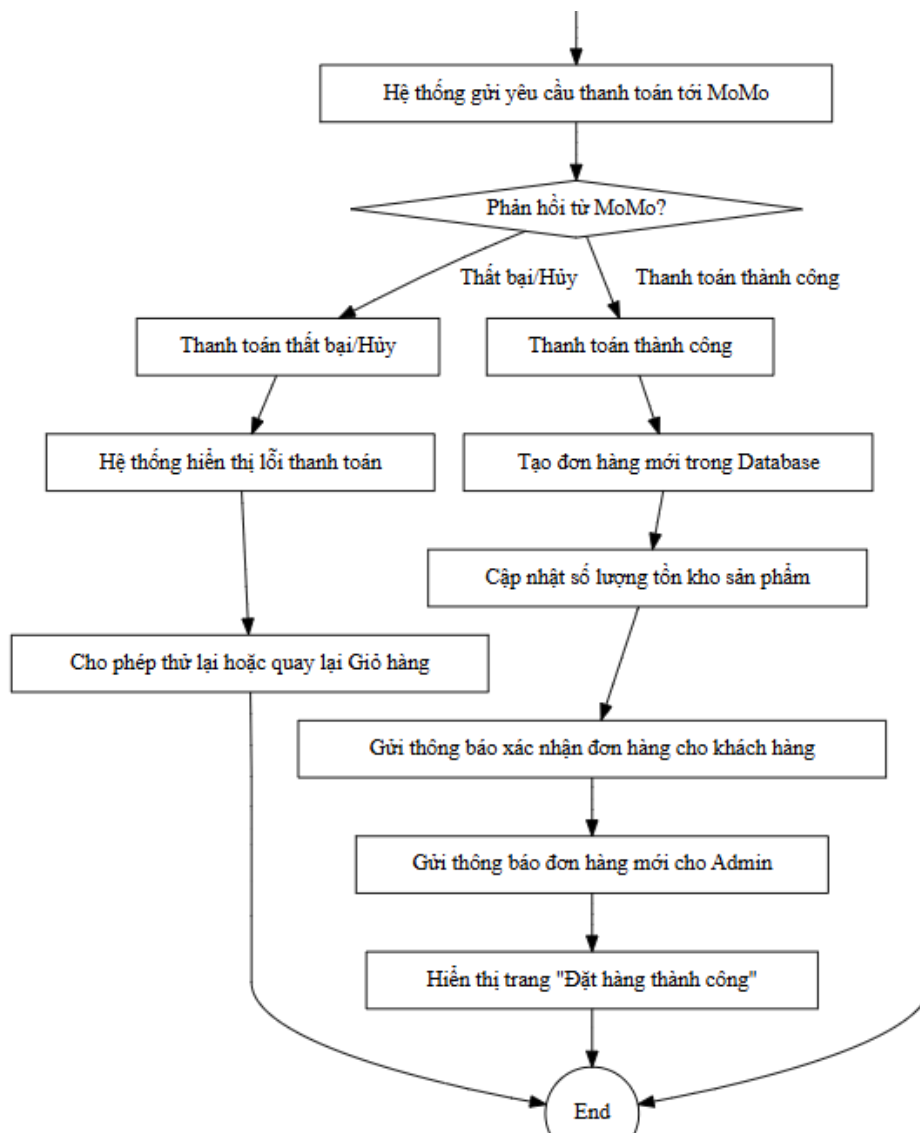 Hệ thống gửi yêu cầu thanh toán tới MoMo
Phản hồi từ MoMo?
Thất bại/Hủy
Thanh toán thành công
Thanh toán thất bại/Hủy
Thanh toán thành công
Hệ thống hiển thị lỗi thanh toán
Tạo đơn hàng mới trong Database
Cập nhật số lượng tồn kho sản phẩm
Cho phép thử lại hoặc quay lại Giỏ hàng
Gửi thông báo xác nhận đơn hàng cho khách hàng
Gửi thông báo đơn hàng mới cho Admin
Hiển thị trang "Đặt hàng thành công"
End